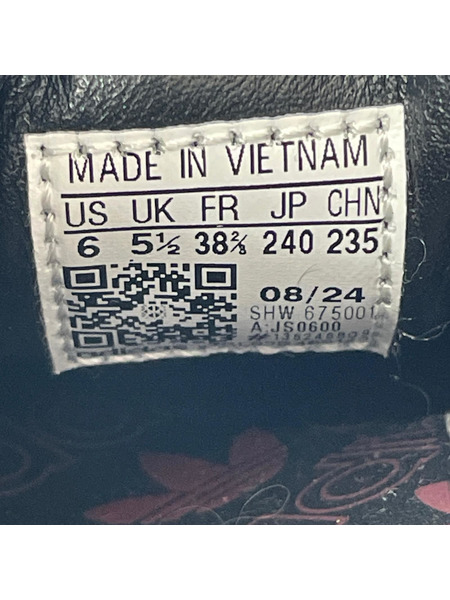 MADE IN VIETNAM
US UK FR JP CHN
6 5½ 38⅔ 240 235
08/24
SHW 675001
A:JS0600